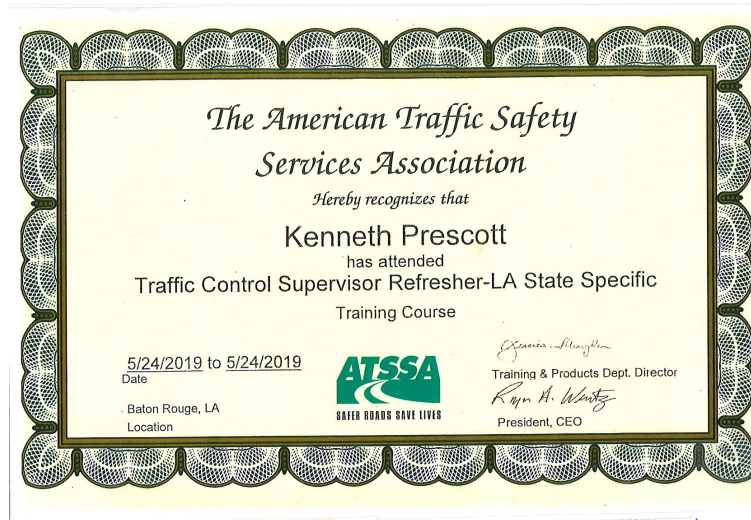 The American Traffic Safety
Services Association
Hereby recognizes that
Kenneth Prescott
has attended
Traffic Control Supervisor Refresher-LA State Specific
Training Course
5/24/2019 to 5/24/2019
Date
Baton Rouge, LA
Location
ATSSA
SAFER ROADS SAVE LIVES
Training & Products Dept. Director
President, CEO